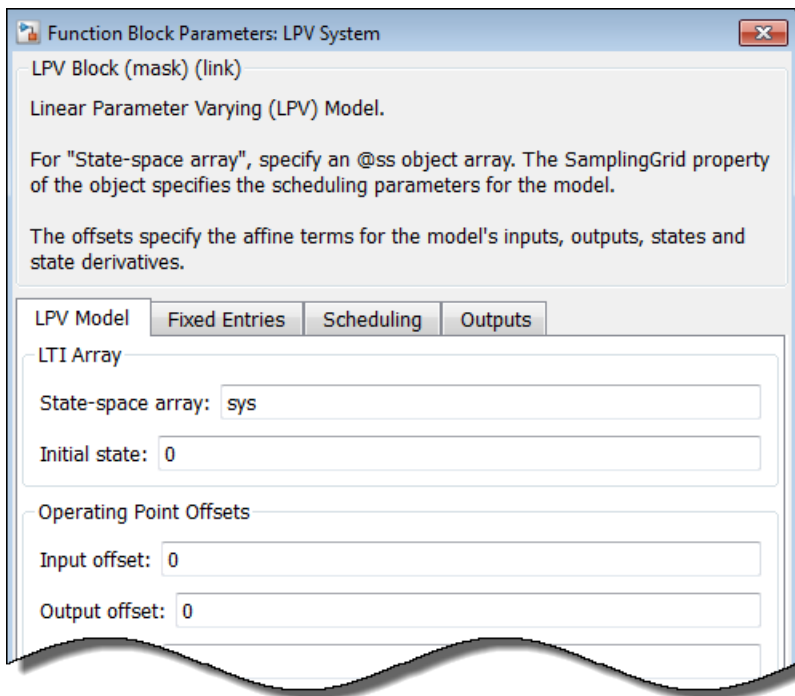 Function Block Parameters: LPV System
LPV Block (mask) (link)
Linear Parameter Varying (LPV) Model.
For "State-space array", specify an @ss object array. The SamplingGrid property
of the object specifies the scheduling parameters for the model.
The offsets specify the affine terms for the model's inputs, outputs, states and
state derivatives.
LPV Model Fixed Entries Scheduling Outputs
LTI Array
State-space array: sys
Initial state: 0
Operating Point Offsets
Input offset: 0
Output offset: 0